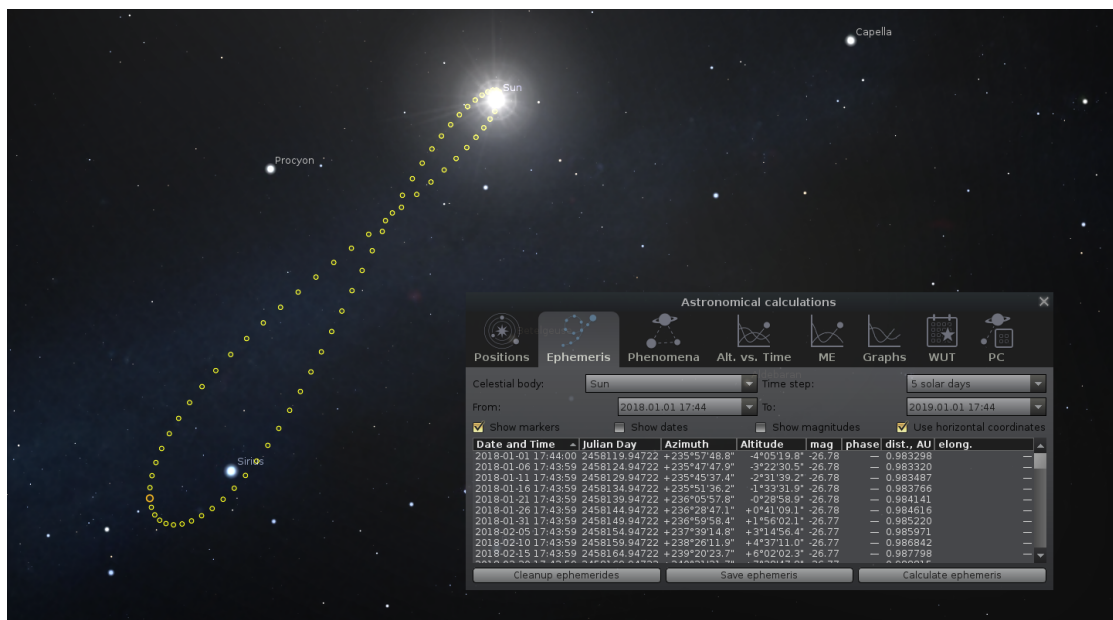 Capella
Sun
Procyon
Sirius
Astronomical calculations
Positions Ephemeris Phenomena Alt. vs. Time ME Graphs WUT PC
Celestial body: Sun Time step: 5 solar days
From: 2018.01.01 17:44 To: 2019.01.01 17:44
Show markers Show dates Show magnitudes Use horizontal coordinates
Date and Time Julian Day Azimuth Altitude mag phase dist., AU elong.
2018-01-01 17:44:00 2458119.94722 +235°57'48.8" -4°05'19.8" -26.78 — 0.983298 —
2018-01-06 17:43:59 2458124.94722 +235°47'47.9" -3°22'30.5" -26.78 — 0.983320 —
2018-01-11 17:43:59 2458129.94722 +235°45'37.4" -2°31'39.2" -26.78 — 0.983487 —
2018-01-16 17:43:59 2458134.94722 +235°51'36.2" -1°33'31.9" -26.78 — 0.983766 —
2018-01-21 17:43:59 2458139.94722 +236°05'57.8" -0°28'58.9" -26.78 — 0.984141 —
2018-01-26 17:43:59 2458144.94722 +236°28'47.1" +0°41'09.1" -26.78 — 0.984616 —
2018-01-31 17:43:59 2458149.94722 +236°59'58.4" +1°56'02.1" -26.77 — 0.985220 —
2018-02-05 17:43:59 2458154.94722 +237°39'14.8" +3°14'56.4" -26.77 — 0.985971 —
2018-02-10 17:43:59 2458159.94722 +238°26'11.9" +4°37'11.0" -26.77 — 0.986842 —
2018-02-15 17:43:59 2458164.94722 +239°20'23.7" +6°02'02.3" -26.77 — 0.987798 —
Cleanup ephemerides Save ephemeris Calculate ephemeris